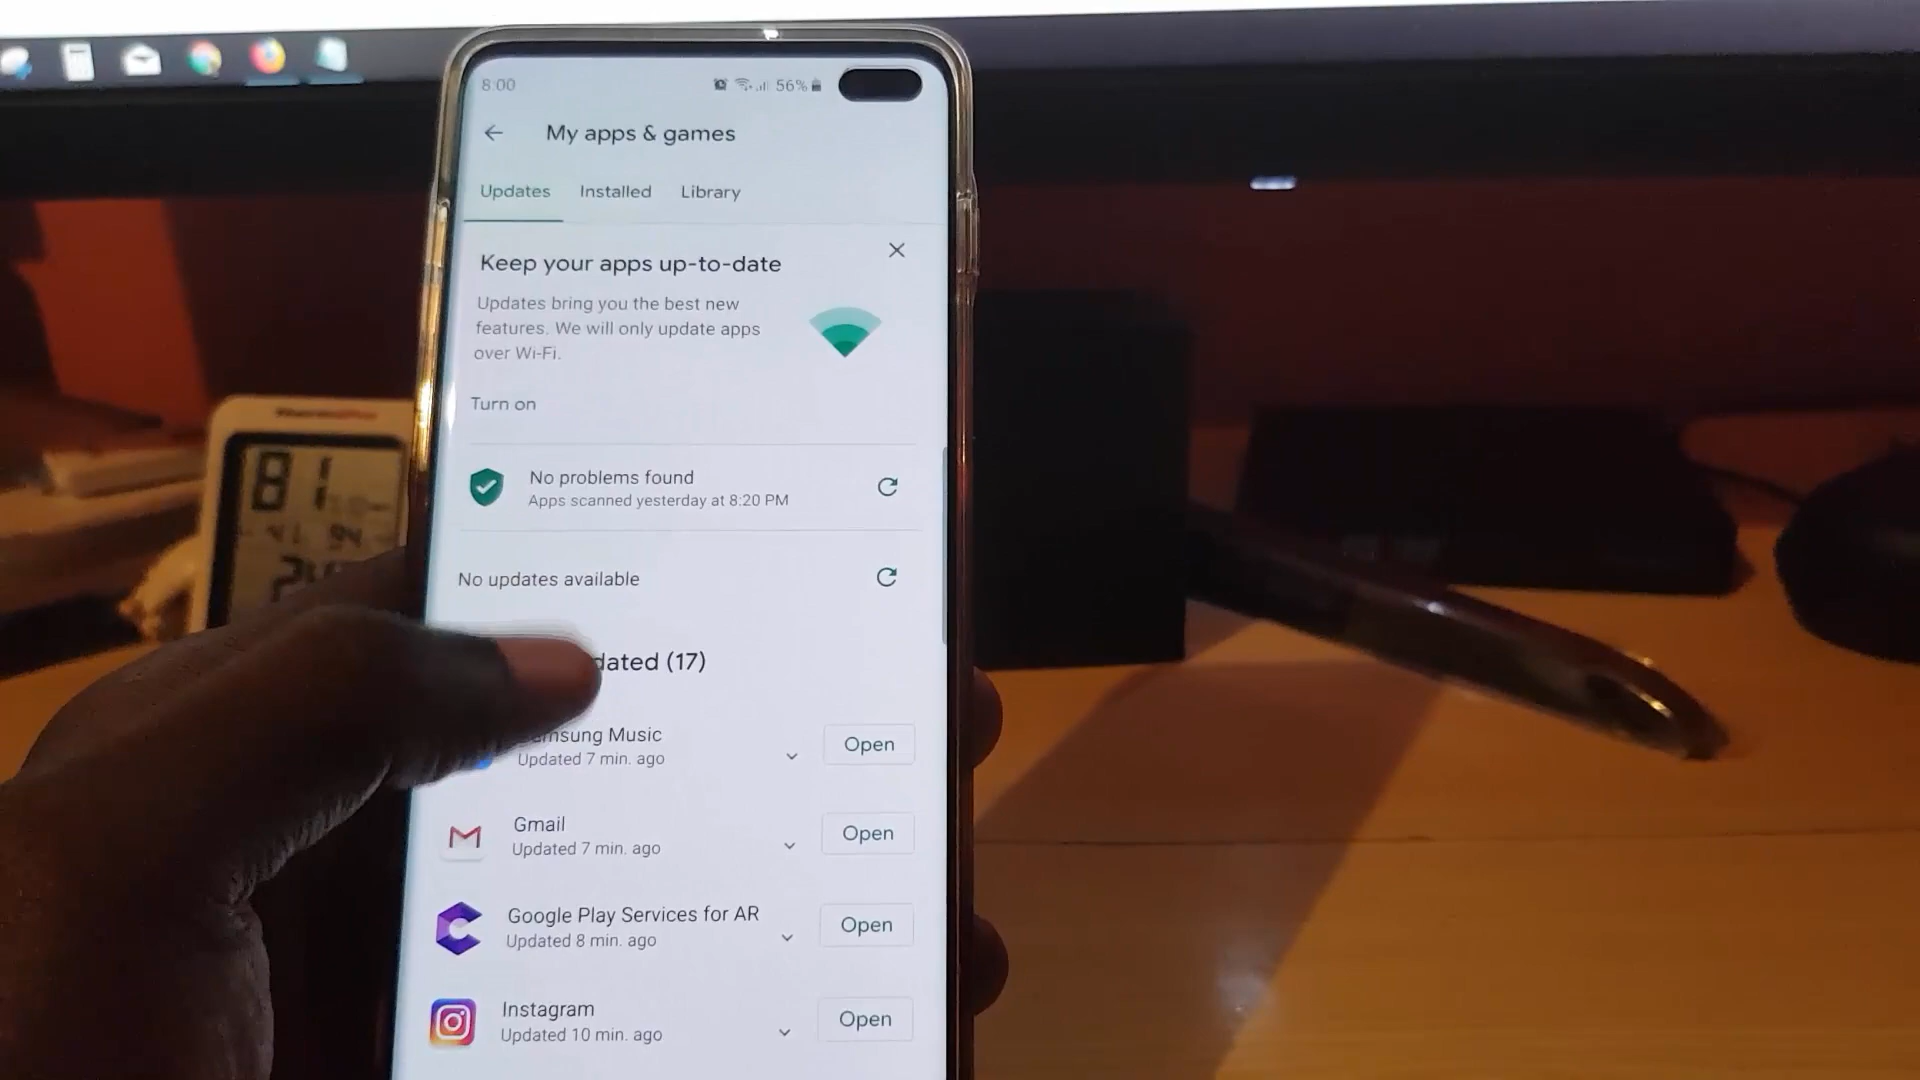 8:00
56%
My apps & games
Updates Installed Library
Keep your apps up-to-date
Updates bring you the best new
features. We will only update apps
over Wi-Fi.
Turn on
No problems found
Apps scanned yesterday at 8:20 PM
No updates available
dated (17)
msung Music
Updated 7 min. ago
Open
Gmail
Updated 7 min. ago
Open
Google Play Services for AR
Updated 8 min. ago
Open
Instagram
Updated 10 min. ago
Open
81